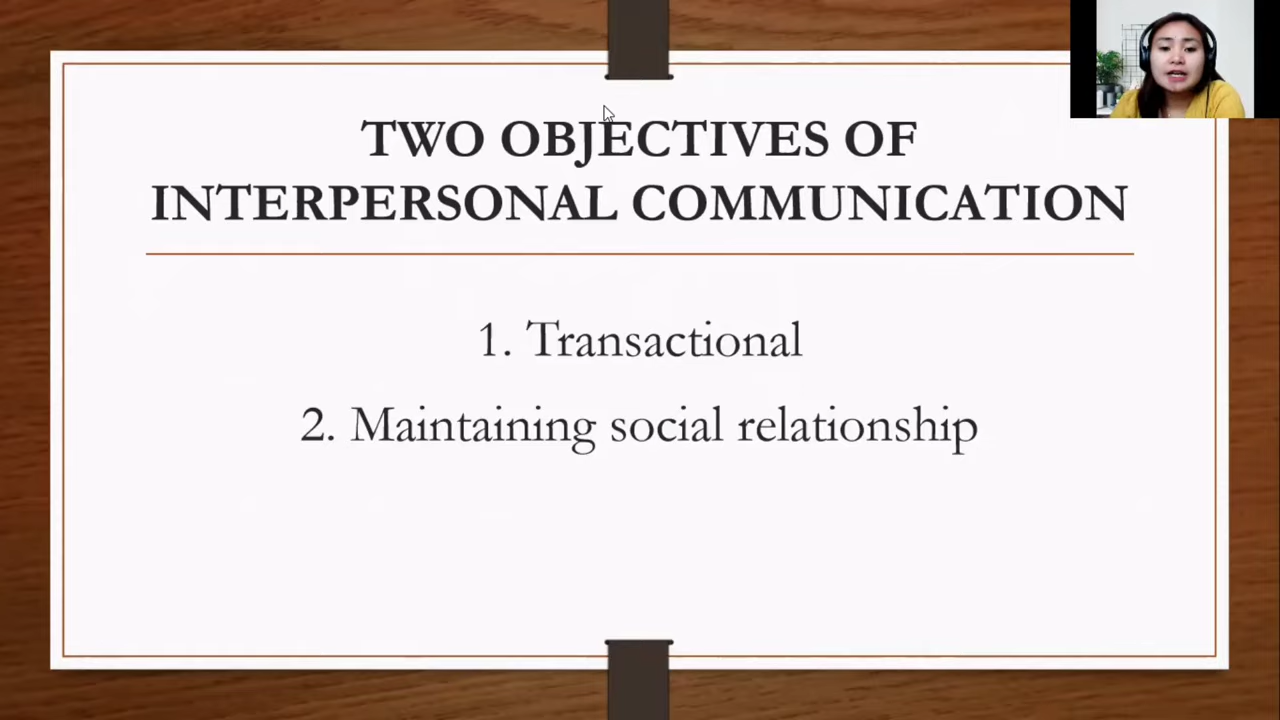 TWO OBJECTIVES OF
INTERPERSONAL COMMUNICATION
1. Transactional
2. Maintaining social relationship